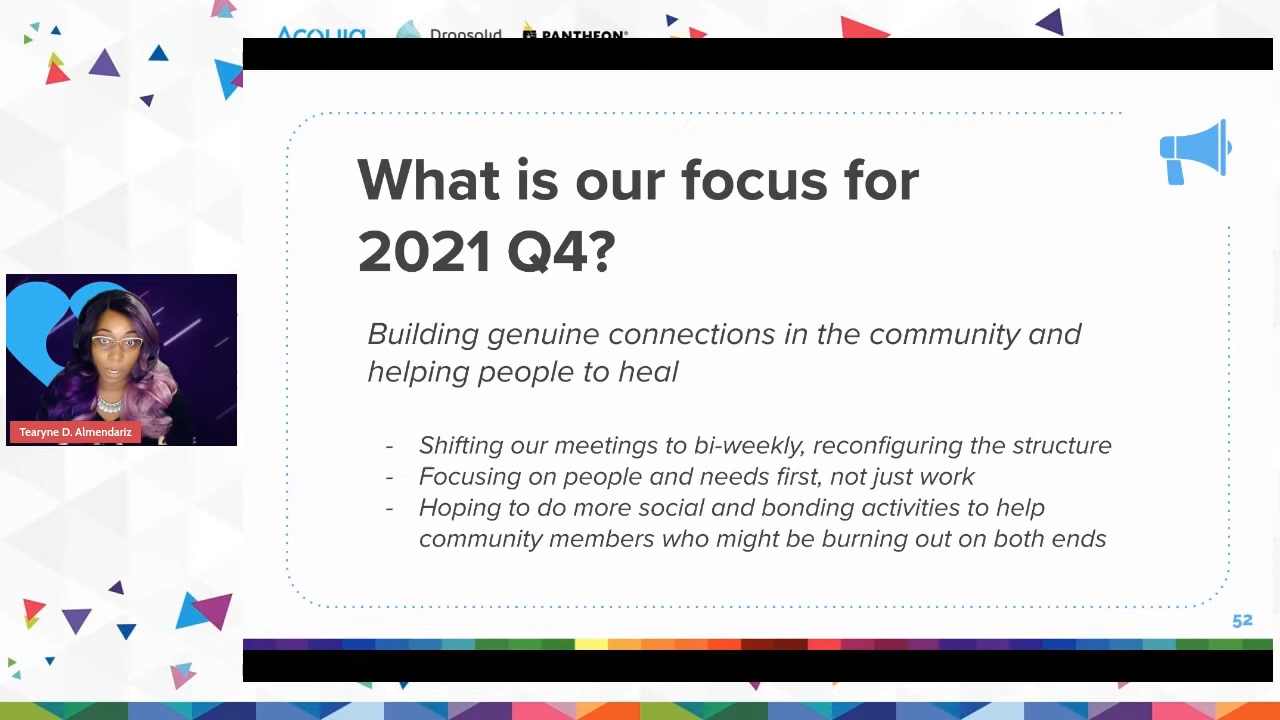 Acquia Dropsolid PANTHEON
What is our focus for
2021 Q4?
Building genuine connections in the community and
helping people to heal
- Shifting our meetings to bi-weekly, reconfiguring the structure
- Focusing on people and needs first, not just work
- Hoping to do more social and bonding activities to help
community members who might be burning out on both ends
Tearyne D. Almendariz
52